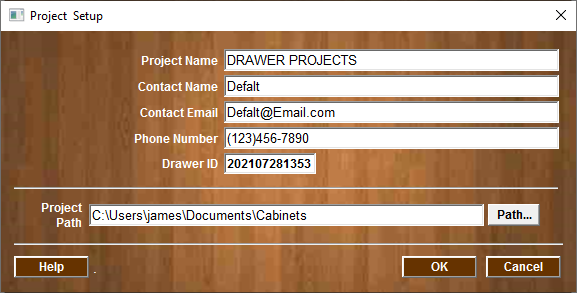 Project Setup
Project Name DRAWER PROJECTS
Contact Name Defalt
Contact Email Defalt@Email.com
Phone Number (123)456-7890
Drawer ID 202107281353
Project
Path C:\Users\james\Documents\Cabinets Path...
Help . OK Cancel